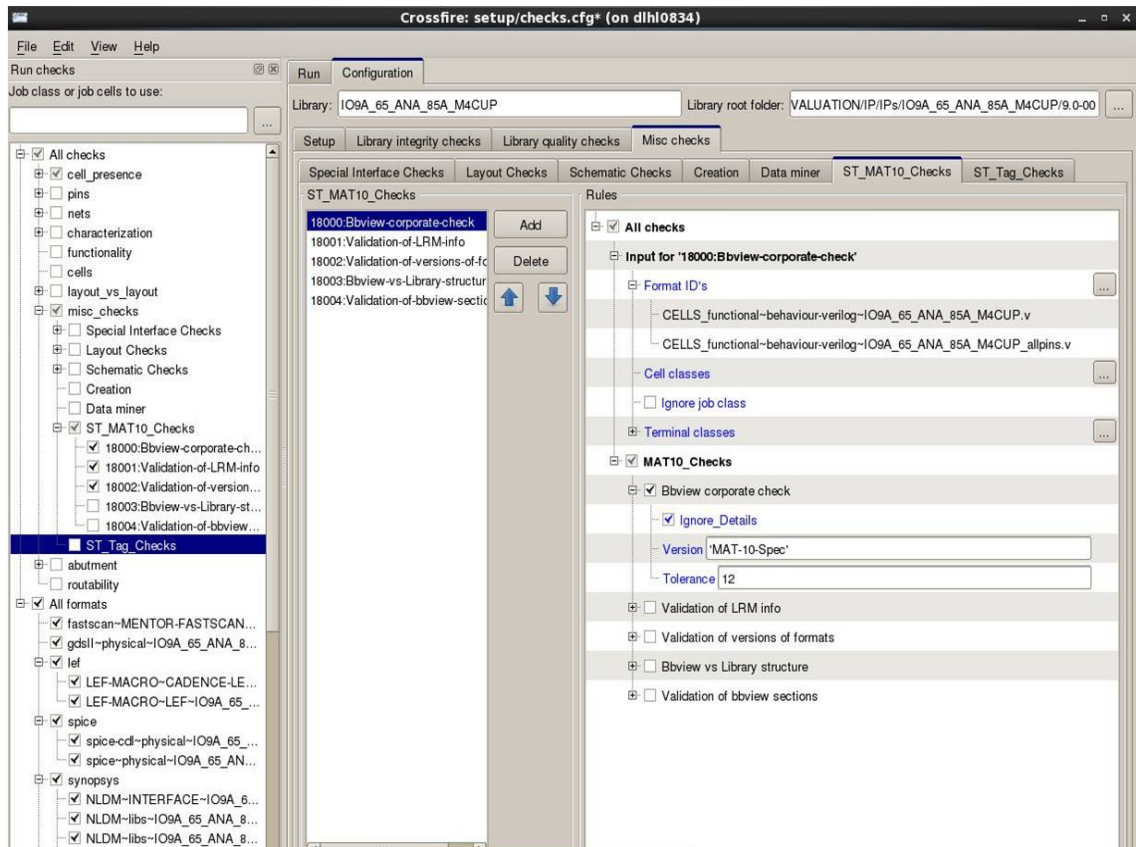 Crossfire: setup/checks.cfg* (on dlhl0834)
File Edit View Help
Run checks
Job class or job cells to use:
...
All checks
cell_presence
pins
nets
characterization
functionality
cells
layout_vs_layout
misc_checks
Special Interface Checks
Layout Checks
Schematic Checks
Creation
Data miner
ST_MAT10_Checks
18000:Bbview-corporate-ch...
18001:Validation-of-LRM-info
18002:Validation-of-version...
18003:Bbview-vs-Library-st...
18004:Validation-of-bbview...
ST_Tag_Checks
abutment
routability
All formats
fastscan~MENTOR-FASTSCAN...
gdsII~physical~IO9A_65_ANA_8...
lef
LEF-MACRO~CADENCE-LE...
LEF-MACRO~LEF~IO9A_65_...
spice
spice-cdl~physical~IO9A_65_...
spice~physical~IO9A_65_AN...
synopsys
NLDM~INTERFACE~IO9A_6...
NLDM~libs~IO9A_65_ANA_8...
NLDM~libs~IO9A_65_ANA_8...
Run Configuration
Library: IO9A_65_ANA_85A_M4CUP Library root folder: VALUATION/IP/IPs/IO9A_65_ANA_85A_M4CUP/9.0-00 ...
Setup Library integrity checks Library quality checks Misc checks
Special Interface Checks Layout Checks Schematic Checks Creation Data miner ST_MAT10_Checks ST_Tag_Checks
ST_MAT10_Checks
18000:Bbview-corporate-check
18001:Validation-of-LRM-info
18002:Validation-of-versions-of-fo
18003:Bbview-vs-Library-structur
18004:Validation-of-bbview-sectio
Add
Delete
Rules
All checks
Input for '18000:Bbview-corporate-check'
Format ID's ...
CELLS_functional~behaviour-verilog~IO9A_65_ANA_85A_M4CUP.v
CELLS_functional~behaviour-verilog~IO9A_65_ANA_85A_M4CUP_allpins.v
Cell classes ...
Ignore job class
Terminal classes ...
MAT10_Checks
Bbview corporate check
Ignore_Details
Version 'MAT-10-Spec'
Tolerance 12
Validation of LRM info
Validation of versions of formats
Bbview vs Library structure
Validation of bbview sections